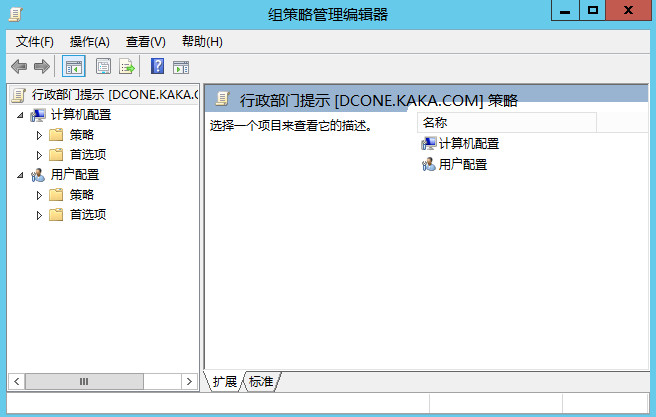 组策略管理编辑器
文件(F) 操作(A) 查看(V) 帮助(H)
行政部门提示 [DCONE.KAKA.C
计算机配置
策略
首选项
用户配置
策略
首选项
行政部门提示 [DCONE.KAKA.COM] 策略
选择一个项目来查看它的描述。
名称
计算机配置
用户配置
扩展 标准